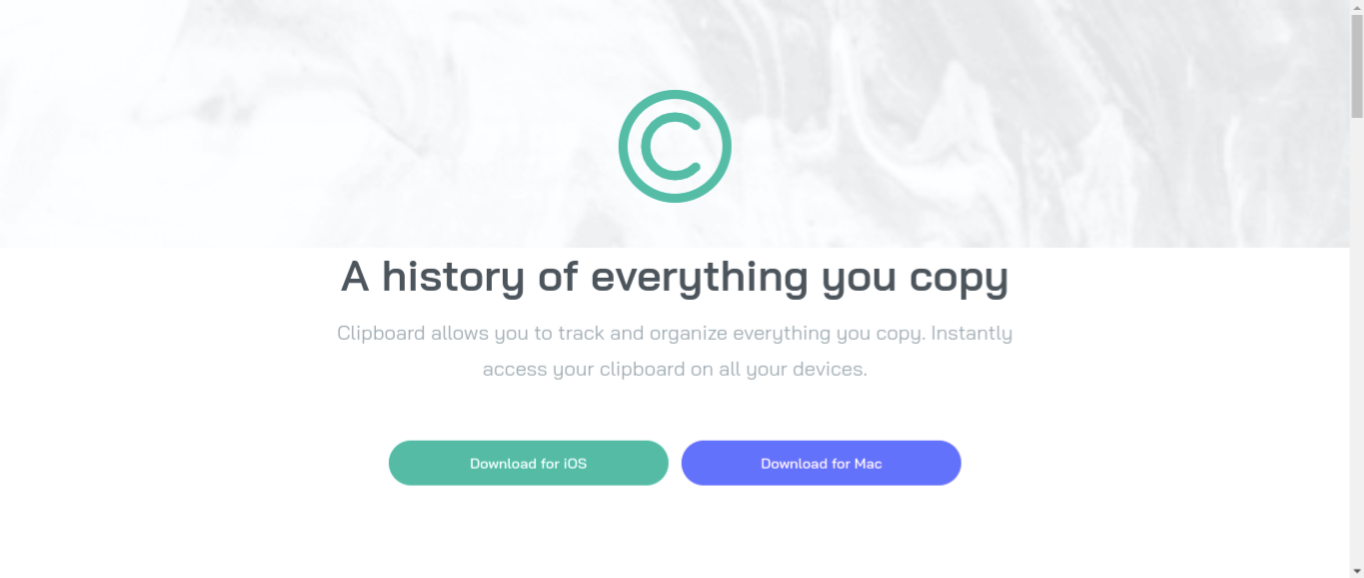 A history of everything you copy
Clipboard allows you to track and organize everything you copy. Instantly
access your clipboard on all your devices.
Download for iOS
Download for Mac